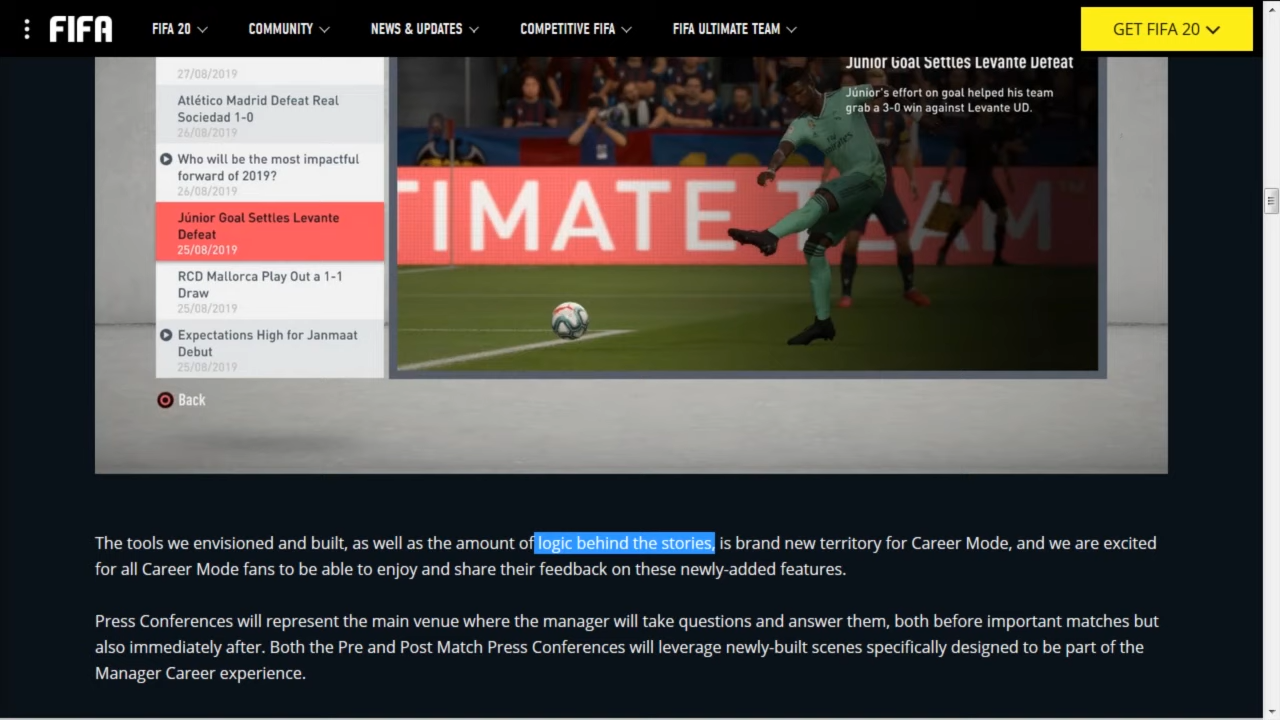 FIFA
FIFA 20
COMMUNITY
NEWS & UPDATES
COMPETITIVE FIFA
FIFA ULTIMATE TEAM
GET FIFA 20
27/08/2019
Atlético Madrid Defeat Real
Sociedad 1-0
26/08/2019
Who will be the most impactful
forward of 2019?
26/08/2019
Júnior Goal Settles Levante
Defeat
25/08/2019
RCD Mallorca Play Out a 1-1
Draw
25/08/2019
Expectations High for Janmaat
Debut
25/08/2019
Back
Júnior Goal Settles Levante Defeat
Júnior's effort on goal helped his team
grab a 3-0 win against Levante UD.
TIMATE TEAM™
The tools we envisioned and built, as well as the amount of logic behind the stories, is brand new territory for Career Mode, and we are excited
for all Career Mode fans to be able to enjoy and share their feedback on these newly-added features.
Press Conferences will represent the main venue where the manager will take questions and answer them, both before important matches but
also immediately after. Both the Pre and Post Match Press Conferences will leverage newly-built scenes specifically designed to be part of the
Manager Career experience.